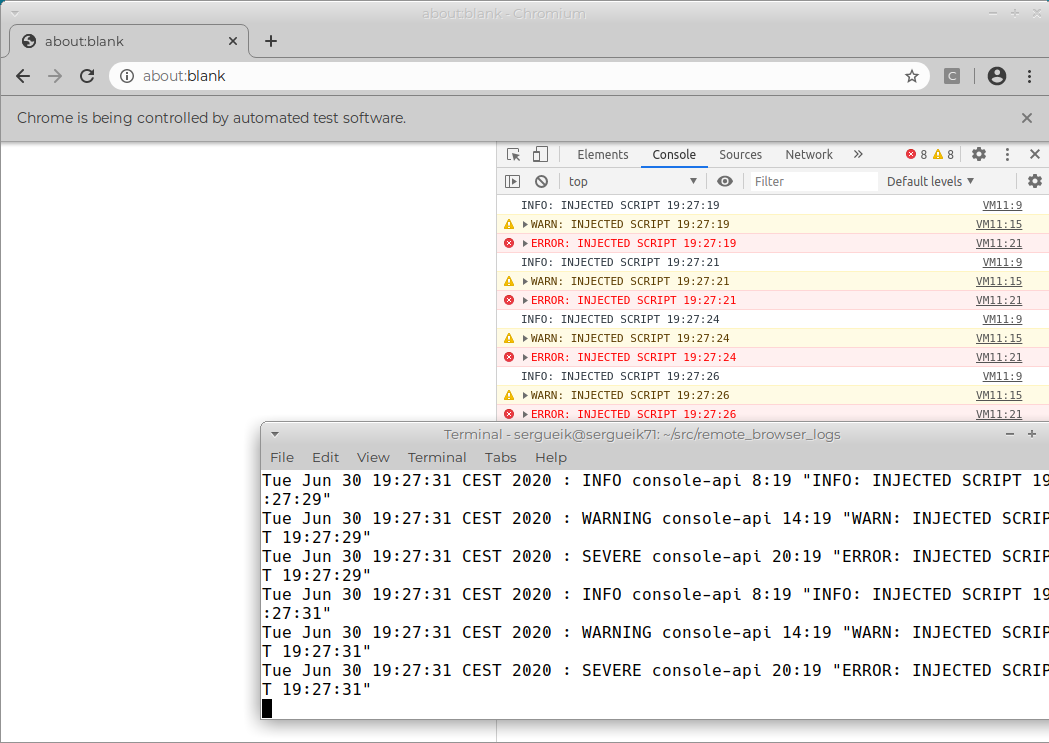 about:blank - Chromium
about:blank
about:blank
C
Chrome is being controlled by automated test software.
Elements Console Sources Network » 8 8
top Filter Default levels
INFO: INJECTED SCRIPT 19:27:19 VM11:9
WARN: INJECTED SCRIPT 19:27:19 VM11:15
ERROR: INJECTED SCRIPT 19:27:19 VM11:21
INFO: INJECTED SCRIPT 19:27:21 VM11:9
WARN: INJECTED SCRIPT 19:27:21 VM11:15
ERROR: INJECTED SCRIPT 19:27:21 VM11:21
INFO: INJECTED SCRIPT 19:27:24 VM11:9
WARN: INJECTED SCRIPT 19:27:24 VM11:15
ERROR: INJECTED SCRIPT 19:27:24 VM11:21
INFO: INJECTED SCRIPT 19:27:26 VM11:9
WARN: INJECTED SCRIPT 19:27:26 VM11:15
ERROR: INJECTED SCRIPT 19:27:26 VM11:21
Terminal - sergueik@sergueik71: ~/src/remote_browser_logs
File Edit View Terminal Tabs Help
Tue Jun 30 19:27:31 CEST 2020 : INFO console-api 8:19 "INFO: INJECTED SCRIPT 19
:27:29"
Tue Jun 30 19:27:31 CEST 2020 : WARNING console-api 14:19 "WARN: INJECTED SCRIP
T 19:27:29"
Tue Jun 30 19:27:31 CEST 2020 : SEVERE console-api 20:19 "ERROR: INJECTED SCRIP
T 19:27:29"
Tue Jun 30 19:27:31 CEST 2020 : INFO console-api 8:19 "INFO: INJECTED SCRIPT 19
:27:31"
Tue Jun 30 19:27:31 CEST 2020 : WARNING console-api 14:19 "WARN: INJECTED SCRIP
T 19:27:31"
Tue Jun 30 19:27:31 CEST 2020 : SEVERE console-api 20:19 "ERROR: INJECTED SCRIP
T 19:27:31"